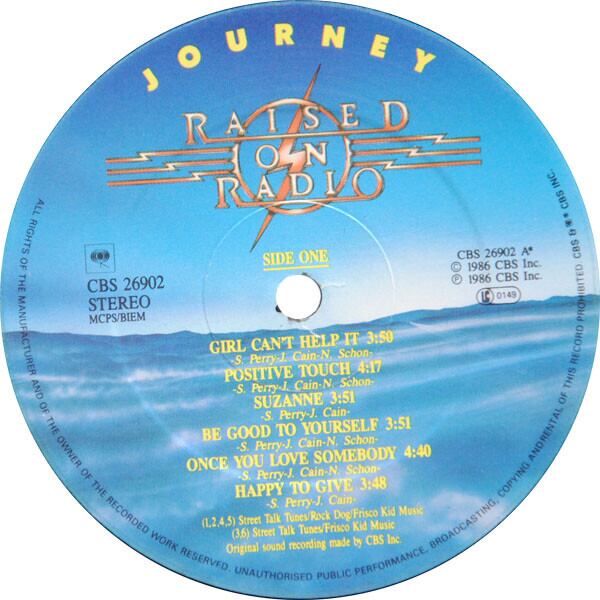 JOURNEY
RAISED
ON
RADIO
SIDE ONE
CBS 26902
STEREO
MCPS/BIEM
CBS 26902 A*
© 1986 CBS Inc.
℗ 1986 CBS Inc.
LC 0149
GIRL CAN'T HELP IT 3:50
-S. Perry-J. Cain-N. Schon-
POSITIVE TOUCH 4:17
-S. Perry-J. Cain-N. Schon-
SUZANNE 3:51
-S. Perry-J. Cain-
BE GOOD TO YOURSELF 3:51
-S. Perry-J. Cain-N. Schon-
ONCE YOU LOVE SOMEBODY 4:40
-S. Perry-J. Cain-N. Schon-
HAPPY TO GIVE 3:48
-S. Perry-J. Cain-
(1,2,4,5) Street Talk Tunes/Rock Dog/Frisco Kid Music
(3,6) Street Talk Tunes/Frisco Kid Music
Original sound recording made by CBS Inc.
ALL RIGHTS OF THE MANUFACTURER AND OF THE OWNER OF THE RECORDED WORK RESERVED. UNAUTHORISED PUBLIC PERFORMANCE, BROADCASTING, COPYING AND RENTAL OF THIS RECORD PROHIBITED CBS & CBS INC.